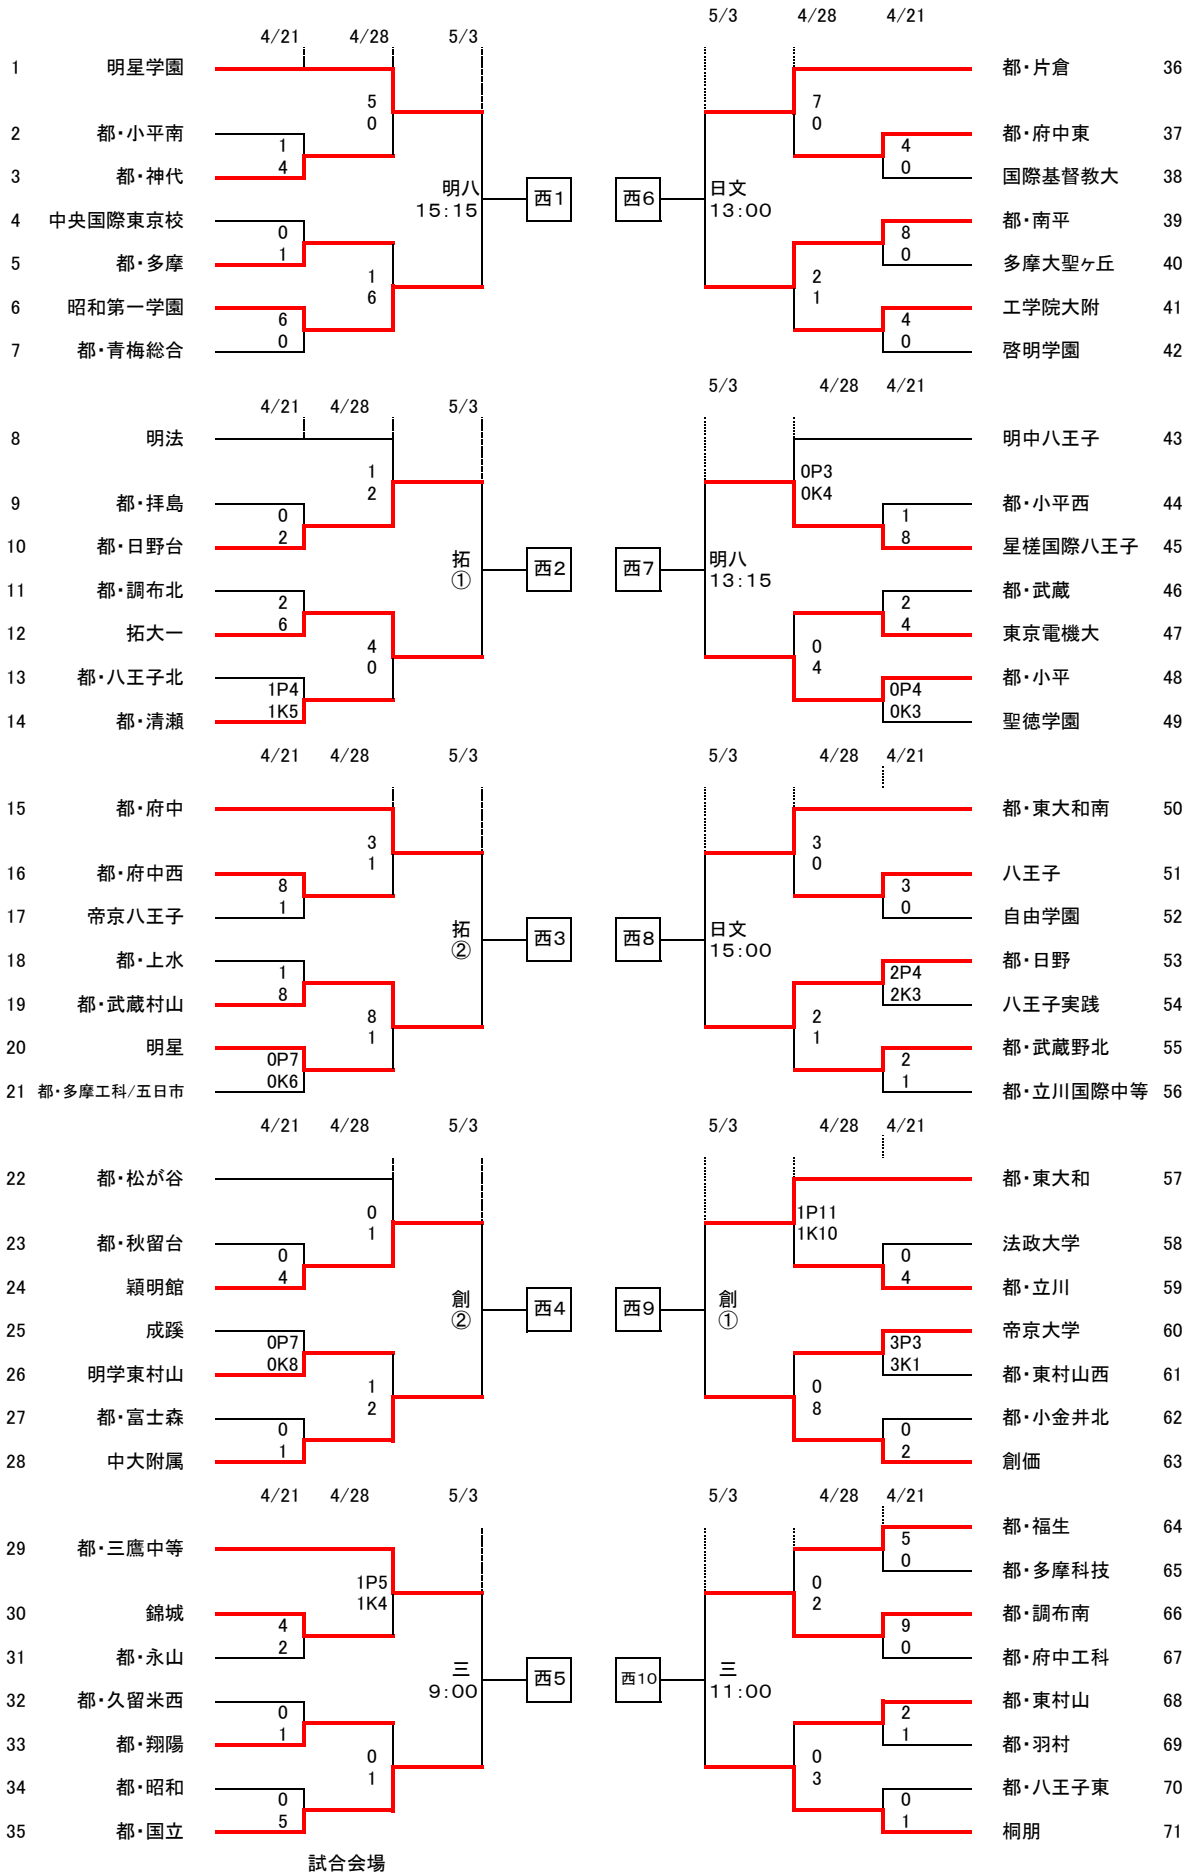 4/21 4/28 5/3
1 明星学園
5
0
2 都・小平南
1
4
3 都・神代
明八
15:15
西1
4 中央国際東京校
0
1
5 都・多摩
1
6
6 昭和第一学園
6
0
7 都・青梅総合
4/21 4/28 5/3
8 明法
1
2
9 都・拝島
0
2
10 都・日野台
拓
①
西2
11 都・調布北
2
6
12 拓大一
4
0
13 都・八王子北
1P4
1K5
14 都・清瀬
4/21 4/28 5/3
15 都・府中
3
1
16 都・府中西
8
1
17 帝京八王子
拓
②
西3
18 都・上水
1
8
19 都・武蔵村山
8
1
20 明星
0P7
0K6
21 都・多摩工科/五日市
4/21 4/28 5/3
22 都・松が谷
0
1
23 都・秋留台
0
4
24 穎明館
創
②
西4
25 成蹊
0P7
0K8
26 明学東村山
1
2
27 都・富士森
0
1
28 中大附属
4/21 4/28 5/3
29 都・三鷹中等
1P5
1K4
30 錦城
4
2
31 都・永山
三
9:00
西5
32 都・久留米西
0
1
33 都・翔陽
0
1
34 都・昭和
0
5
35 都・国立
試合会場
5/3 4/28 4/21
都・片倉 36
7
0
都・府中東 37
4
0
国際基督教大 38
西6
日文
13:00
都・南平 39
8
0
多摩大聖ヶ丘 40
2
1
工学院大附 41
4
0
啓明学園 42
5/3 4/28 4/21
明中八王子 43
0P3
0K4
都・小平西 44
1
8
星槎国際八王子 45
西7
明八
13:15
都・武蔵 46
2
4
東京電機大 47
0
4
都・小平 48
0P4
0K3
聖徳学園 49
5/3 4/28 4/21
都・東大和南 50
3
0
八王子 51
3
0
自由学園 52
西8
日文
15:00
都・日野 53
2P4
2K3
八王子実践 54
2
1
都・武蔵野北 55
2
1
都・立川国際中等 56
5/3 4/28 4/21
都・東大和 57
1P11
1K10
法政大学 58
0
4
都・立川 59
西9
創
①
帝京大学 60
3P3
3K1
都・東村山西 61
0
8
都・小金井北 62
0
2
創価 63
5/3 4/28 4/21
都・福生 64
5
0
都・多摩科技 65
0
2
都・調布南 66
9
0
都・府中工科 67
西10
三
11:00
都・東村山 68
2
1
都・羽村 69
0
3
都・八王子東 70
0
1
桐朋 71